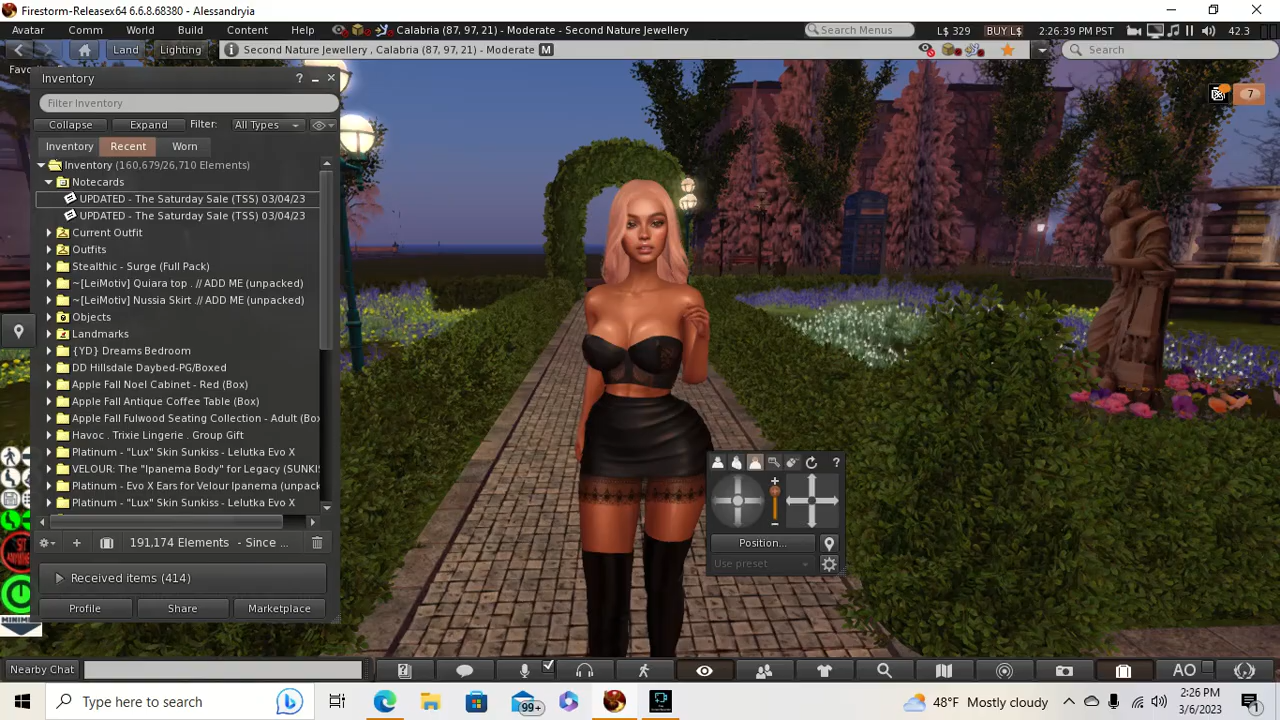 Firestorm-Releasex64 6.6.8.68380 - Alessandryia
Avatar Comm World Build Content Help Calabria (87, 97, 21) - Moderate - Second Nature Jewellery Search Menus L$ 329 BUY L$ 2:26:39 PM PST 42.3
Land Lighting Second Nature Jewellery , Calabria (87, 97, 21) - Moderate M Search
Favo
Inventory ?
7
Filter Inventory
Collapse Expand Filter: All Types
Inventory Recent Worn
Inventory (160,679/26,710 Elements)
Notecards
UPDATED - The Saturday Sale (TSS) 03/04/23
UPDATED - The Saturday Sale (TSS) 03/04/23
Current Outfit
Outfits
Stealthic - Surge (Full Pack)
~[LeiMotiv] Quiara top . // ADD ME (unpacked)
~[LeiMotiv] Nussia Skirt .// ADD ME (unpacked)
Objects
Landmarks
{YD} Dreams Bedroom
DD Hillsdale Daybed-PG/Boxed
Apple Fall Noel Cabinet - Red (Box)
Apple Fall Antique Coffee Table (Box)
Apple Fall Fulwood Seating Collection - Adult (Box
Havoc . Trixie Lingerie . Group Gift
Platinum - "Lux" Skin Sunkiss - Lelutka Evo X
VELOUR: The "Ipanema Body" for Legacy (SUNKIS
Platinum - Evo X Ears for Velour Ipanema (unpack
Platinum - "Lux" Skin Sunkiss - Lelutka Evo X
191,174 Elements - Since ...
Received items (414)
Profile Share Marketplace
?
Position...
Use preset
SIT
ANYWHERE
MINIMIZE
Nearby Chat AO
Type here to search 99+ 48°F Mostly cloudy 2:26 PM
3/6/2023 1